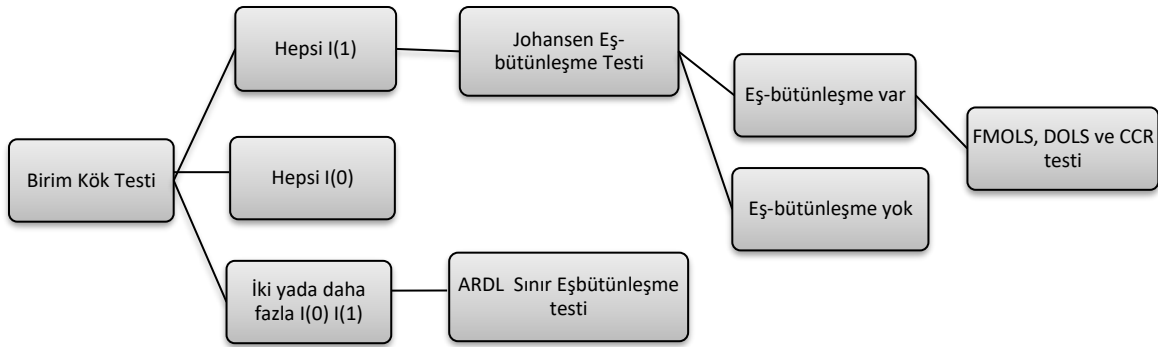 Birim Kök Testi
Hepsi I(1)
Johansen Eş-
bütünleşme Testi
Eş-bütünleşme var
FMOLS, DOLS ve CCR
testi
Eş-bütünleşme yok
Hepsi I(0)
İki yada daha
fazla I(0) I(1)
ARDL Sınır Eşbütünleşme
testi